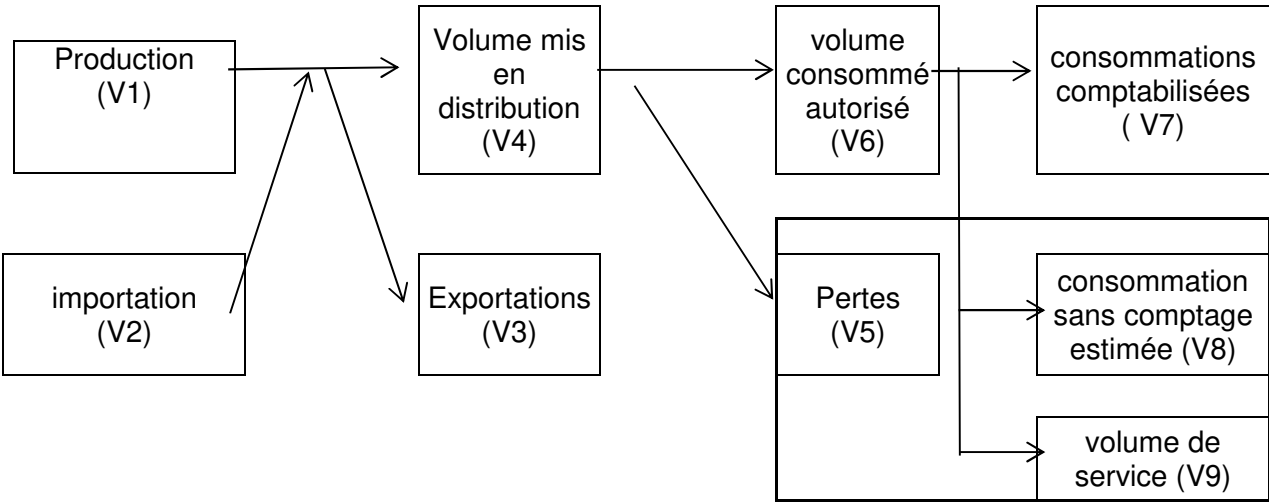 Production
(V1)
Volume mis
en
distribution
(V4)
volume
consommé
autorisé
(V6)
consommations
comptabilisées
( V7)
importation
(V2)
Exportations
(V3)
Pertes
(V5)
consommation
sans comptage
estimée (V8)
volume de
service (V9)